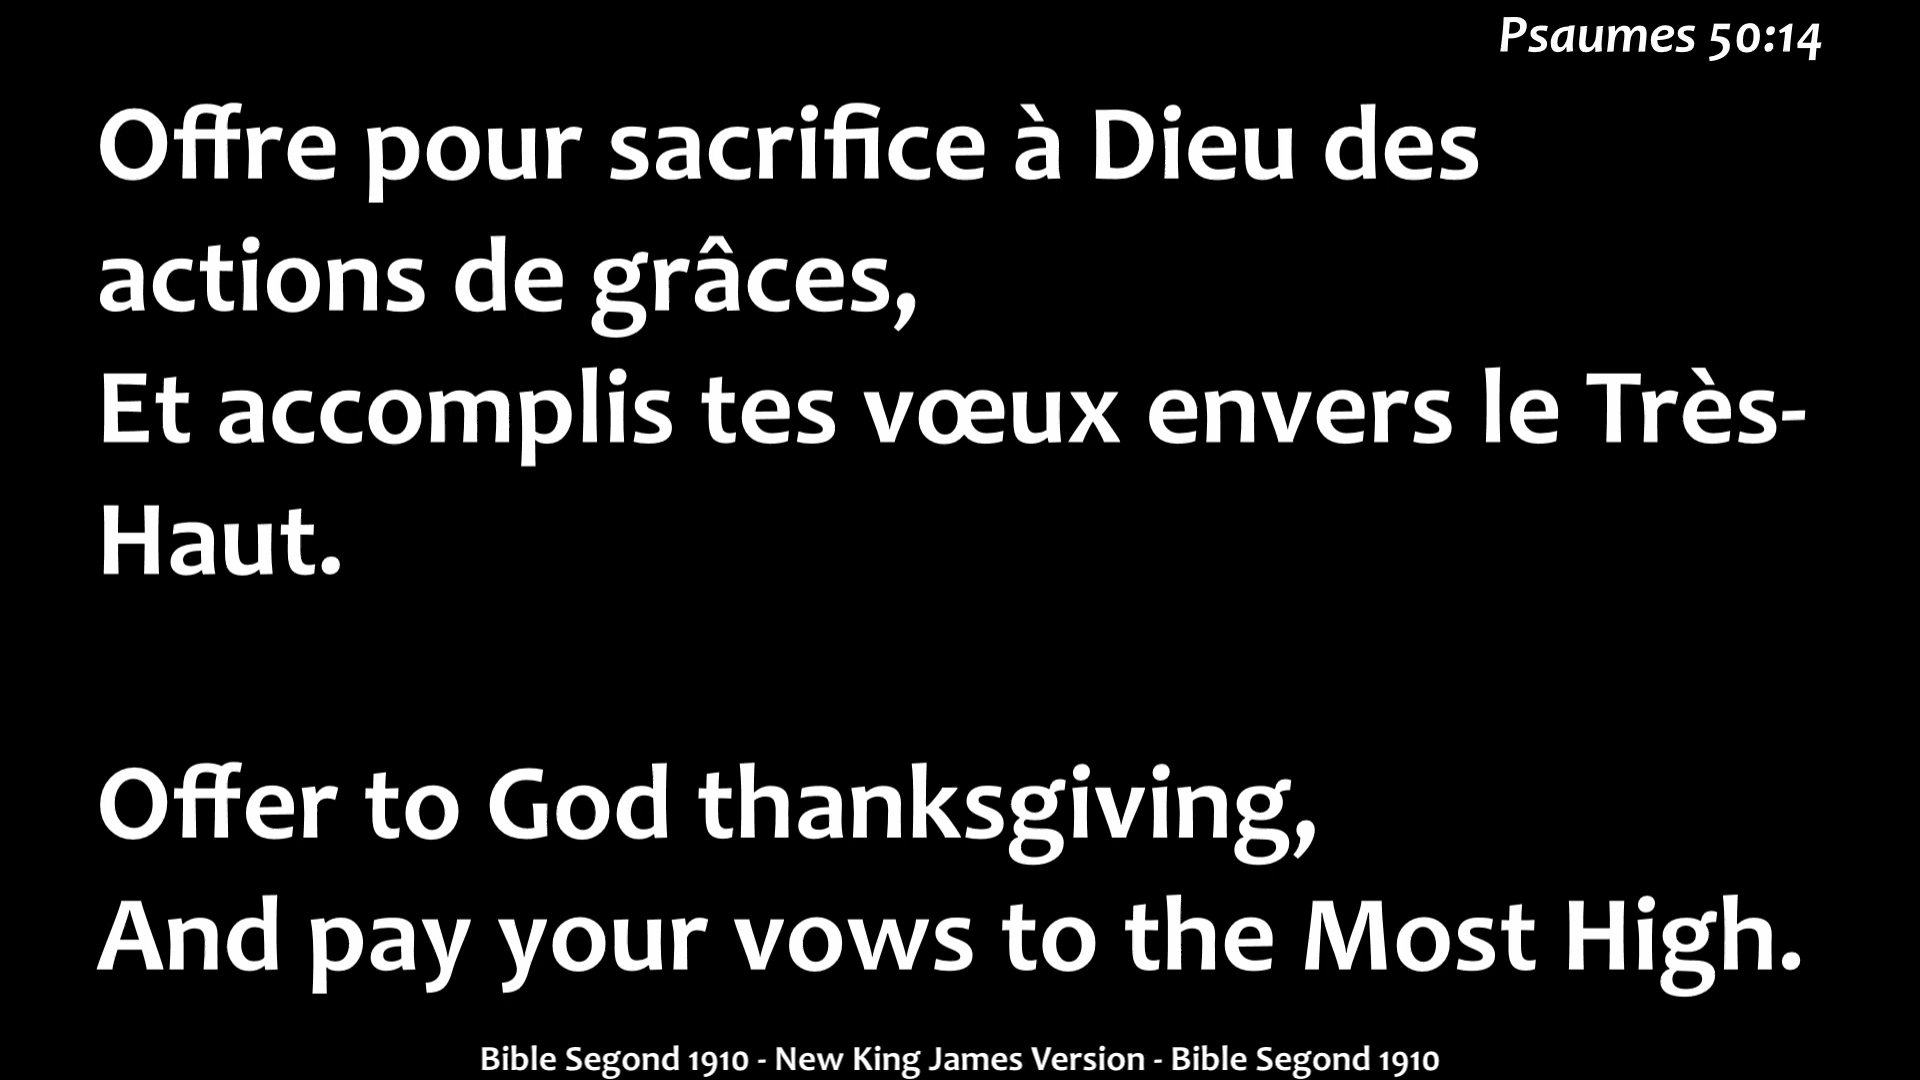 Psaumes 50:14
Offre pour sacrifice à Dieu des
actions de grâces,
Et accomplis tes vœux envers le Très-
Haut.
Offer to God thanksgiving,
And pay your vows to the Most High.
Bible Segond 1910 - New King James Version - Bible Segond 1910